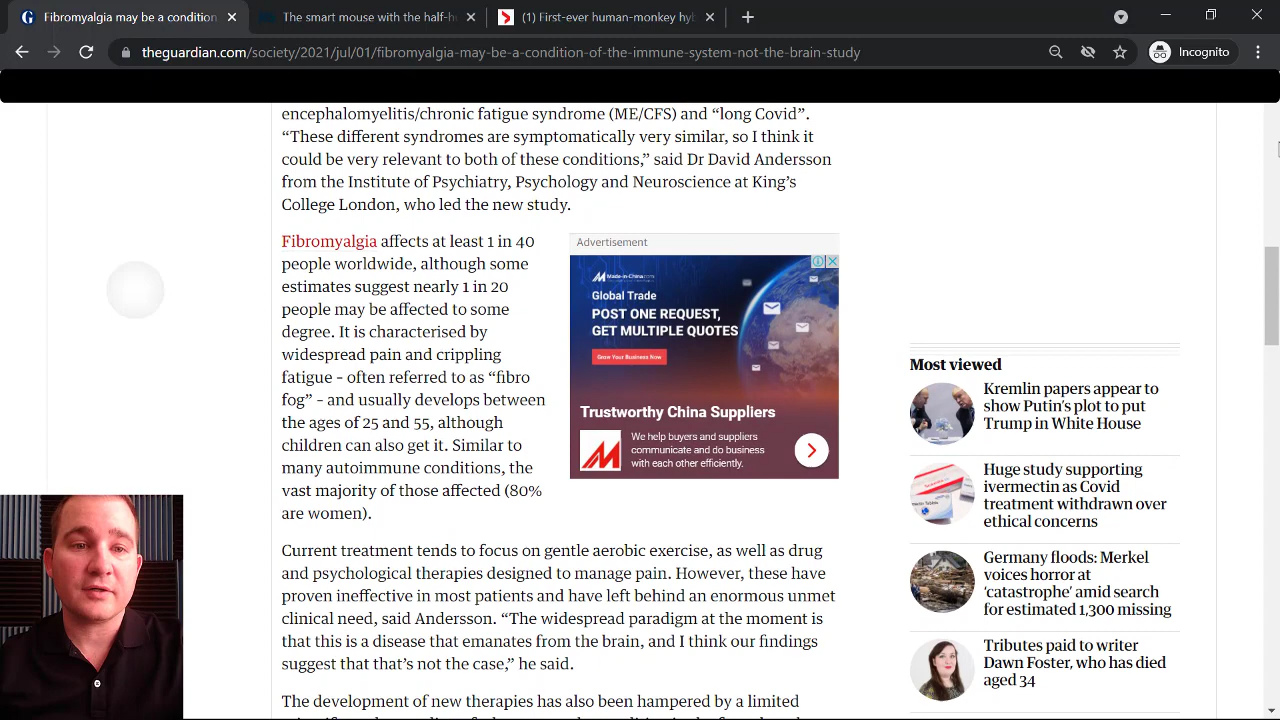 Fibromyalgia may be a condition
The smart mouse with the half-hu
(1) First-ever human-monkey hyb
theguardian.com/society/2021/jul/01/fibromyalgia-may-be-a-condition-of-the-immune-system-not-the-brain-study
Incognito
encephalomyelitis/chronic fatigue syndrome (ME/CFS) and “long Covid”.
“These different syndromes are symptomatically very similar, so I think it
could be very relevant to both of these conditions,” said Dr David Andersson
from the Institute of Psychiatry, Psychology and Neuroscience at King’s
College London, who led the new study.
Fibromyalgia affects at least 1 in 40
people worldwide, although some
estimates suggest nearly 1 in 20
people may be affected to some
degree. It is characterised by
widespread pain and crippling
fatigue – often referred to as “fibro
fog” – and usually develops between
the ages of 25 and 55, although
children can also get it. Similar to
many autoimmune conditions, the
vast majority of those affected (80%
are women).
Advertisement
Made-in-China.com
Global Trade
POST ONE REQUEST,
GET MULTIPLE QUOTES
Grow Your Business Now
Trustworthy China Suppliers
We help buyers and suppliers
communicate and do business
with each other efficiently.
Current treatment tends to focus on gentle aerobic exercise, as well as drug
and psychological therapies designed to manage pain. However, these have
proven ineffective in most patients and have left behind an enormous unmet
clinical need, said Andersson. “The widespread paradigm at the moment is
that this is a disease that emanates from the brain, and I think our findings
suggest that that’s not the case,” he said.
The development of new therapies has also been hampered by a limited
Most viewed
Kremlin papers appear to
show Putin’s plot to put
Trump in White House
Huge study supporting
ivermectin as Covid
treatment withdrawn over
ethical concerns
Germany floods: Merkel
voices horror at
‘catastrophe’ amid search
for estimated 1,300 missing
Tributes paid to writer
Dawn Foster, who has died
aged 34